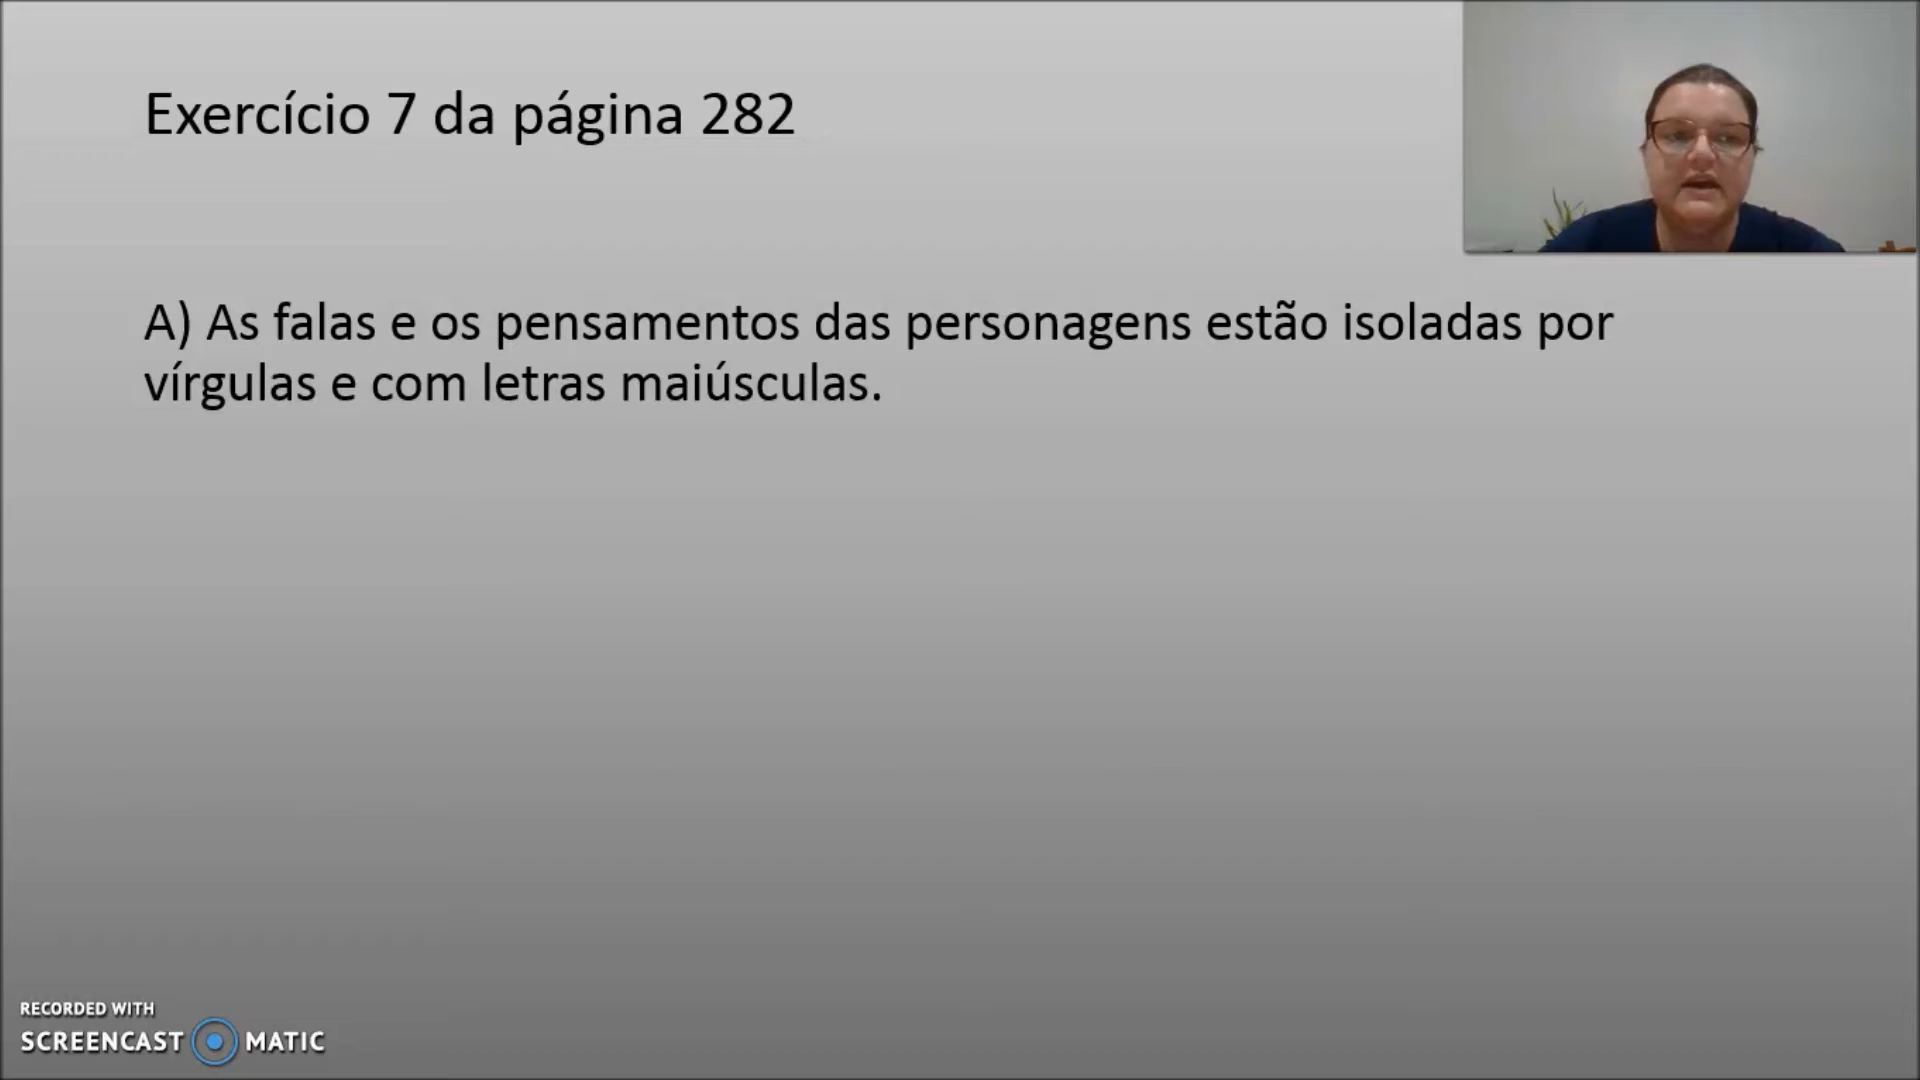 Exercício 7 da página 282
A) As falas e os pensamentos das personagens estão isoladas por
vírgulas e com letras maiúsculas.
RECORDED WITH
SCREENCAST MATIC